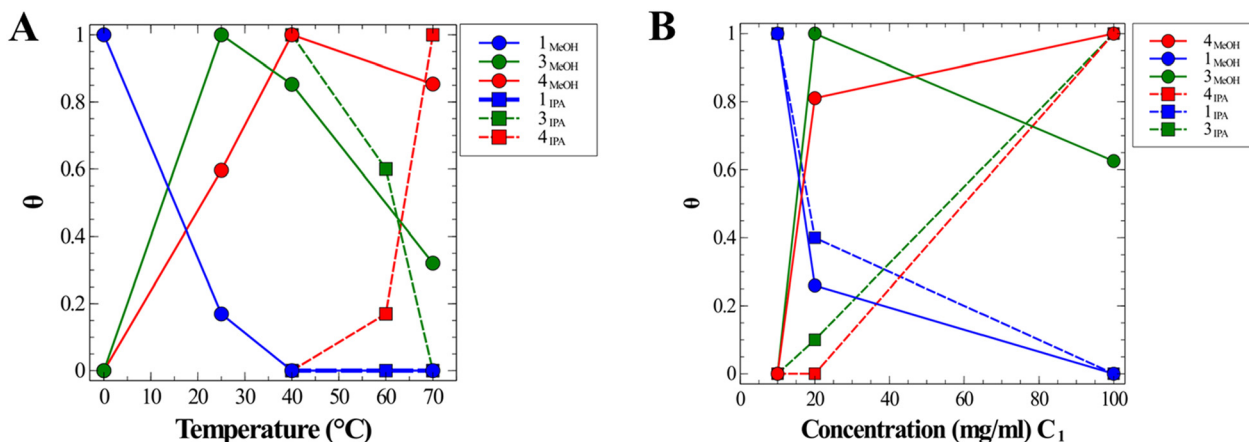 A
θ
1
0.8
0.6
0.4
0.2
0
0 10 20 30 40 50 60 70
Temperature (°C)
1 MeOH
3 MeOH
4 MeOH
1 IPA
3 IPA
4 IPA
B
θ
1
0.8
0.6
0.4
0.2
0
0 20 40 60 80 100
Concentration (mg/ml) C1
4 MeOH
1 MeOH
3 MeOH
4 IPA
1 IPA
3 IPA